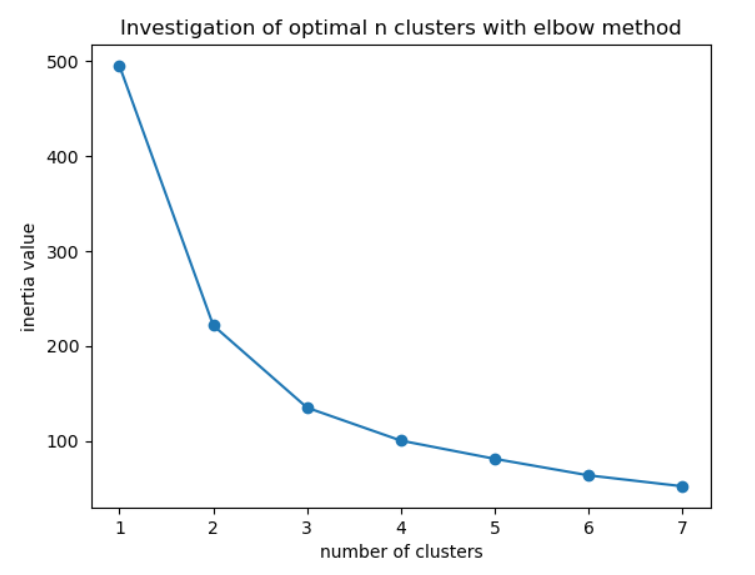 Investigation of optimal n clusters with elbow method
500
400
300
200
100
inertia value
1 2 3 4 5 6 7
number of clusters